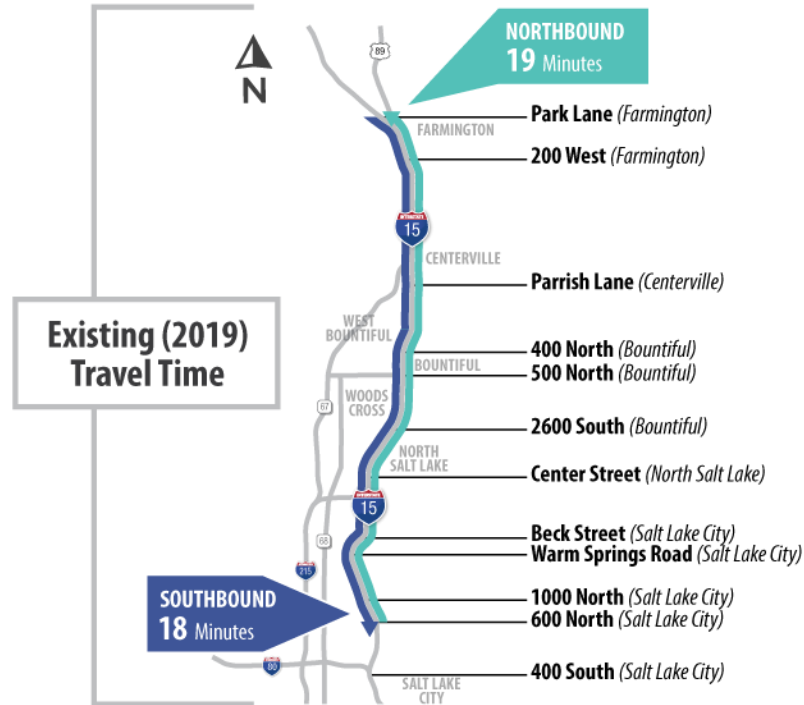 NORTHBOUND
19 Minutes
89
N
Park Lane (Farmington)
FARMINGTON
200 West (Farmington)
INTERSTATE
15
CENTERVILLE
Parrish Lane (Centerville)
Existing (2019)
Travel Time
WEST
BOUNTIFUL
400 North (Bountiful)
BOUNTIFUL
500 North (Bountiful)
WOODS
CROSS
67
2600 South (Bountiful)
NORTH
SALT LAKE
Center Street (North Salt Lake)
INTERSTATE
15
Beck Street (Salt Lake City)
68
Warm Springs Road (Salt Lake City)
215
SOUTHBOUND
18 Minutes
1000 North (Salt Lake City)
600 North (Salt Lake City)
80
400 South (Salt Lake City)
SALT LAKE
CITY